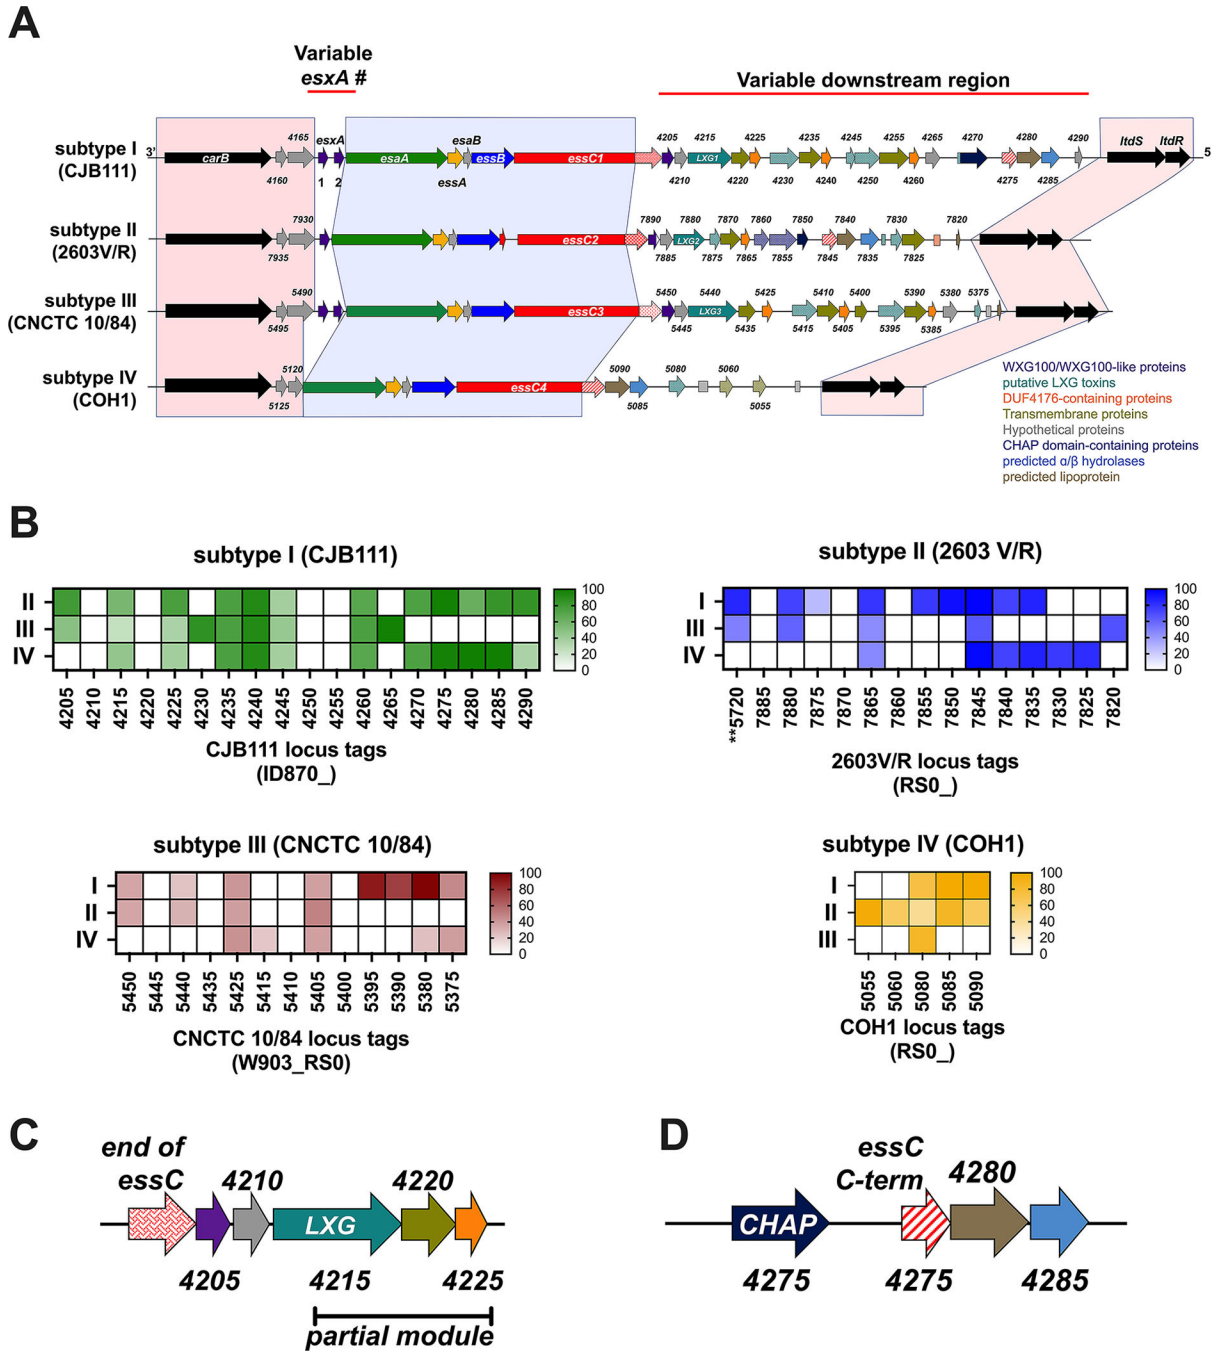 A
Variable
esxA #
Variable downstream region
subtype I
(CJB111)
3'
carB
4165
4160
esxA
1 2
esaA
esaB
essA
essB
essC1
4205 4215 4225 4235 4245 4255 4265 4270 4280 4290
LXG1
4210 4220 4230 4240 4250 4260 4275 4285
ltdS ltdR
5
subtype II
(2603V/R)
7930
7935
essC2
7890 7880 7870 7860 7850 7840 7830 7820
LXG2
7885 7875 7865 7855 7845 7835 7825
subtype III
(CNCTC 10/84)
5490
5495
essC3
5450 5440 5425 5410 5400 5390 5380 5375
LXG3
5445 5435 5415 5405 5395 5385
subtype IV
(COH1)
5120
5125
essC4
5090 5080 5060
5085 5055
WXG100/WXG100-like proteins
putative LXG toxins
DUF4176-containing proteins
Transmembrane proteins
Hypothetical proteins
CHAP domain-containing proteins
predicted α/β hydrolases
predicted lipoprotein
B
subtype I (CJB111)
II
III
IV
100
80
60
40
20
0
4205 4210 4215 4220 4225 4230 4235 4240 4245 4250 4255 4260 4265 4270 4275 4280 4285 4290
CJB111 locus tags
(ID870_)
subtype II (2603 V/R)
I
III
IV
100
80
60
40
20
0
**5720 7885 7880 7875 7870 7865 7860 7855 7850 7845 7840 7835 7830 7825 7820
2603V/R locus tags
(RS0_)
subtype III (CNCTC 10/84)
I
II
IV
100
80
60
40
20
0
5450 5445 5440 5435 5425 5415 5410 5405 5400 5395 5390 5380 5375
CNCTC 10/84 locus tags
(W903_RS0)
subtype IV (COH1)
I
II
III
100
80
60
40
20
0
5055 5060 5080 5085 5090
COH1 locus tags
(RS0_)
C
end of
essC
4210 4220
LXG
4205 4215 4225
partial module
D
essC
C-term
4280
CHAP
4275 4275 4285